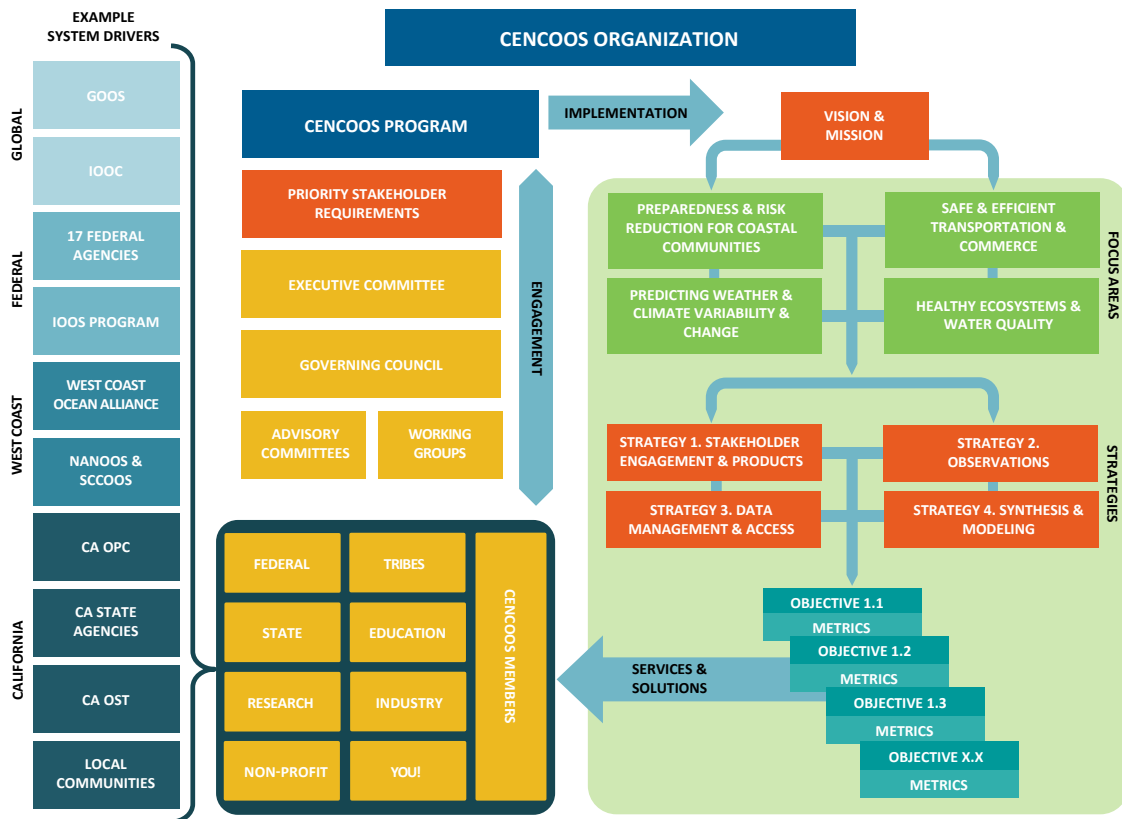 EXAMPLE
SYSTEM DRIVERS
GLOBAL
GOOS
IOOC
FEDERAL
17 FEDERAL
AGENCIES
IOOS PROGRAM
WEST COAST
WEST COAST
OCEAN ALLIANCE
NANOOS &
SCCOOS
CALIFORNIA
CA OPC
CA STATE
AGENCIES
CA OST
LOCAL
COMMUNITIES
CENCOOS ORGANIZATION
CENCOOS PROGRAM
PRIORITY STAKEHOLDER
REQUIREMENTS
EXECUTIVE COMMITTEE
GOVERNING COUNCIL
ADVISORY
COMMITTEES
WORKING
GROUPS
ENGAGEMENT
FEDERAL
TRIBES
STATE
EDUCATION
RESEARCH
INDUSTRY
NON-PROFIT
YOU!
CENCOOS MEMBERS
IMPLEMENTATION
VISION &
MISSION
PREPAREDNESS & RISK
REDUCTION FOR COASTAL
COMMUNITIES
SAFE & EFFICIENT
TRANSPORTATION &
COMMERCE
PREDICTING WEATHER &
CLIMATE VARIABILITY &
CHANGE
HEALTHY ECOSYSTEMS &
WATER QUALITY
FOCUS AREAS
STRATEGY 1. STAKEHOLDER
ENGAGEMENT & PRODUCTS
STRATEGY 2.
OBSERVATIONS
STRATEGY 3. DATA
MANAGEMENT & ACCESS
STRATEGY 4. SYNTHESIS &
MODELING
STRATEGIES
OBJECTIVE 1.1
METRICS
OBJECTIVE 1.2
METRICS
OBJECTIVE 1.3
METRICS
OBJECTIVE X.X
METRICS
SERVICES &
SOLUTIONS